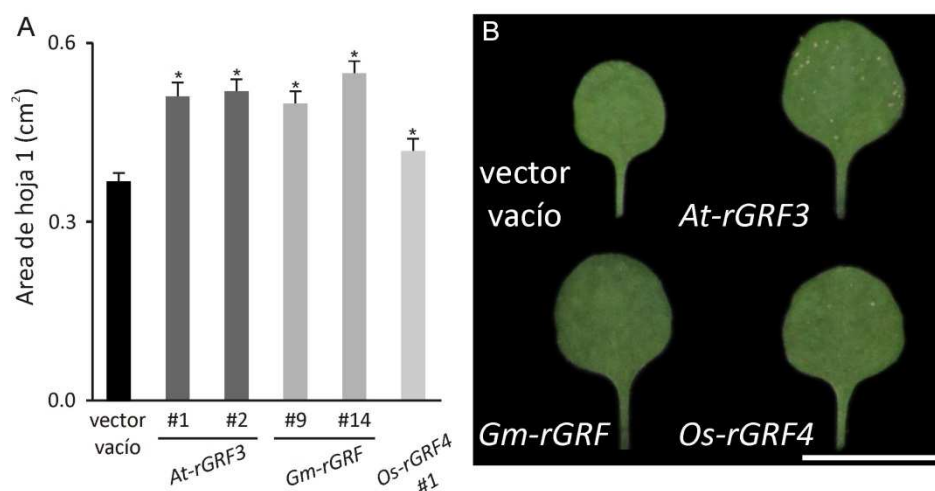 A
Area de hoja 1 (cm²)
0.6
0.3
0.0
* * * * *
vector
vacío
#1 #2 #9 #14
At-rGRF3
Gm-rGRF
Os-rGRF4
#1
B
vector
vacío
At-rGRF3
Gm-rGRF
Os-rGRF4